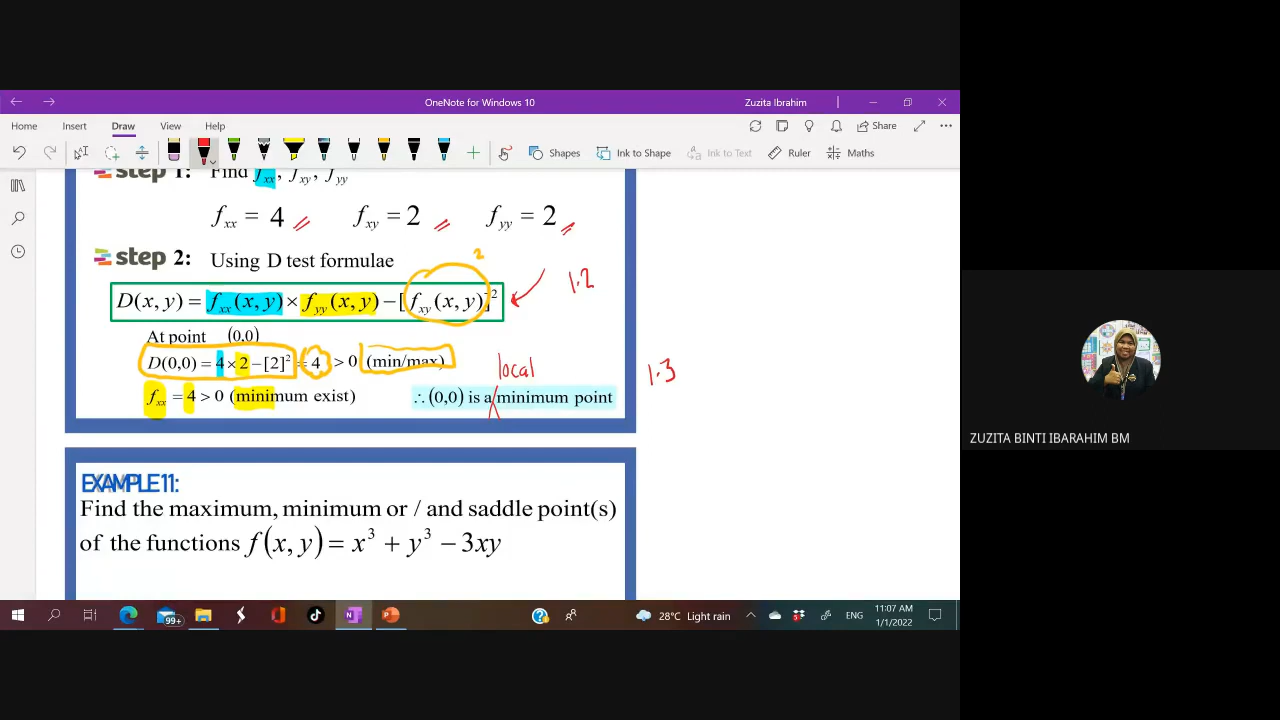 OneNote for Windows 10
Zuzita Ibrahim
Home Insert Draw View Help
Share
Shapes Ink to Shape Ink to Text Ruler Maths
step 1: Find fxx, fxy, fyy
fxx = 4 fxy = 2 fyy = 2
step 2: Using D test formulae
2
D(x, y) = fxx(x, y) × fyy(x, y) − [fxy(x, y)]²
1.2
At point (0,0)
D(0,0) = 4 × 2 − [2]² = 4 > 0 (min/max)
local
1.3
fxx = 4 > 0 (minimum exist) ∴ (0,0) is a minimum point
EXAMPLE 11:
Find the maximum, minimum or / and saddle point(s)
of the functions f(x, y) = x³ + y³ − 3xy
ZUZITA BINTI IBARAHIM BM
99+
28°C Light rain
ENG
11:07 AM
1/1/2022